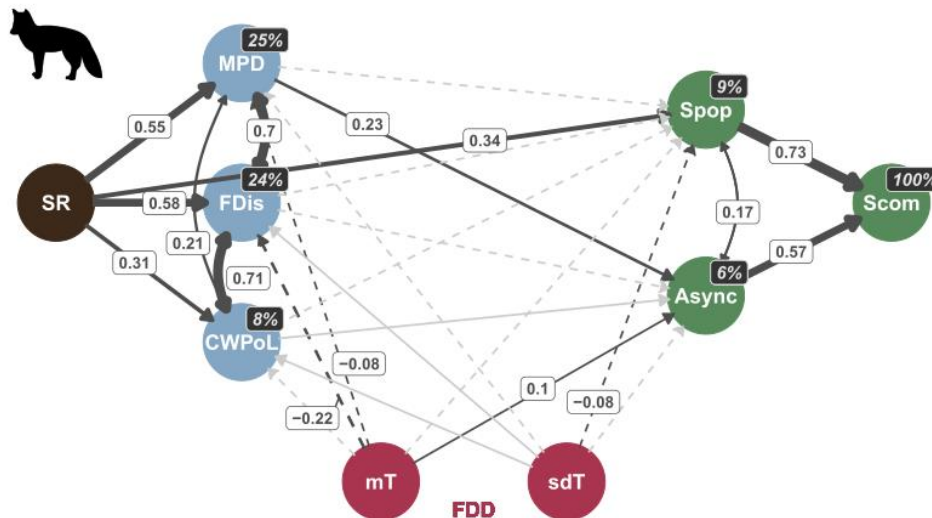 25%
MPD
9%
Spop
0.55
0.7
0.23
0.34
0.73
SR
0.58
24%
FDis
100%
Scom
0.31
0.21
0.71
0.17
0.57
6%
Async
8%
CWPoL
−0.08
−0.22
0.1
−0.08
mT
sdT
FDD